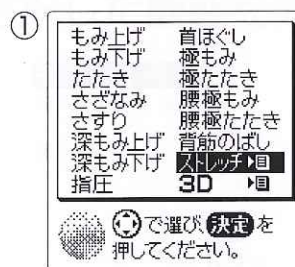 ①
もみ上げ 首ほぐし
もみ下げ 極もみ
たたき 極たたき
さざなみ 腰極もみ
さすり 腰極たたき
深もみ上げ 背筋のばし
深もみ下げ ストレッチ
指圧 3D
で選び、決定を
押してください。